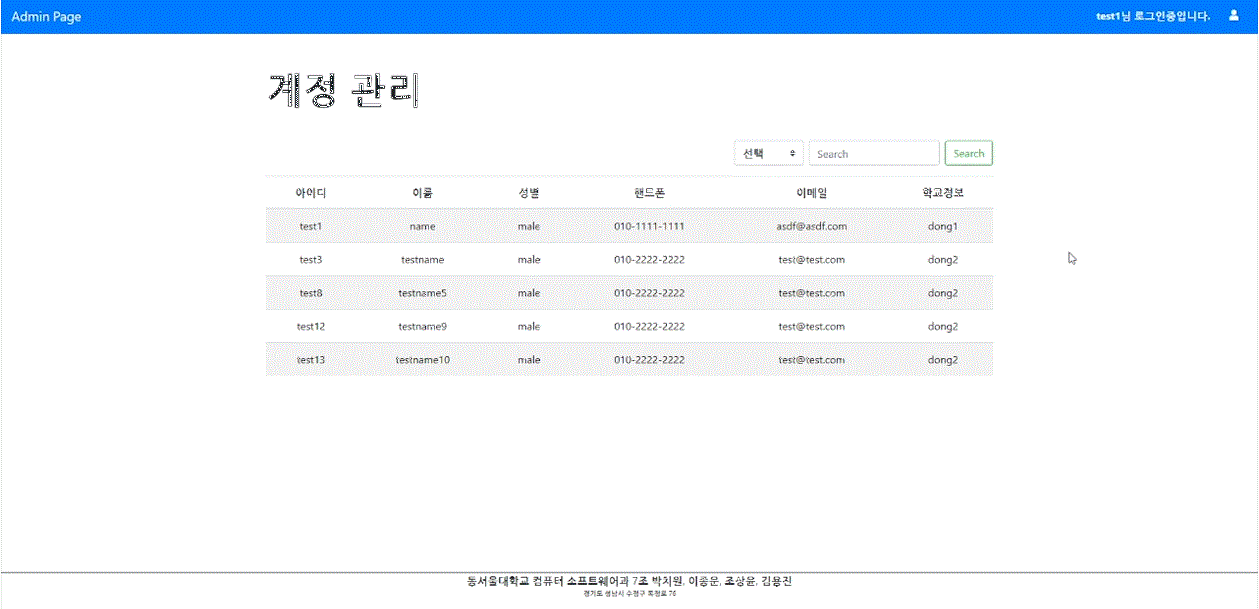 Admin Page
test1님 로그인중입니다.
계정 관리
선택 Search Search
아이디 이름 성별 핸드폰 이메일 학교정보
test1 name male 010-1111-1111 asdf@asdf.com dong1
test3 testname male 010-2222-2222 test@test.com dong2
test8 testname5 male 010-2222-2222 test@test.com dong2
test12 testname9 male 010-2222-2222 test@test.com dong2
test13 testname10 male 010-2222-2222 test@test.com dong2
동서울대학교 컴퓨터 소프트웨어과 7조 박치원, 이종운, 조상윤, 김용진
경기도 성남시 수정구 복정로 76